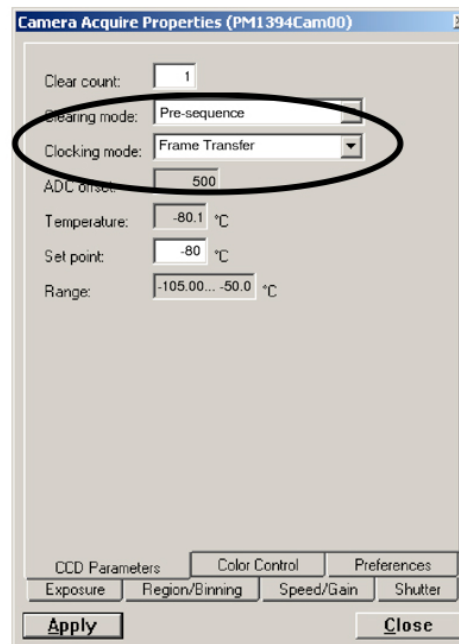 Camera Acquire Properties (PM1394Cam00)
Clear count: 1
Clearing mode: Pre-sequence
Clocking mode: Frame Transfer
ADC offset: 500
Temperature: -80.1 °C
Set point: -80 °C
Range: -105.00... -50.0 °C
CCD Parameters Color Control Preferences
Exposure Region/Binning Speed/Gain Shutter
Apply Close